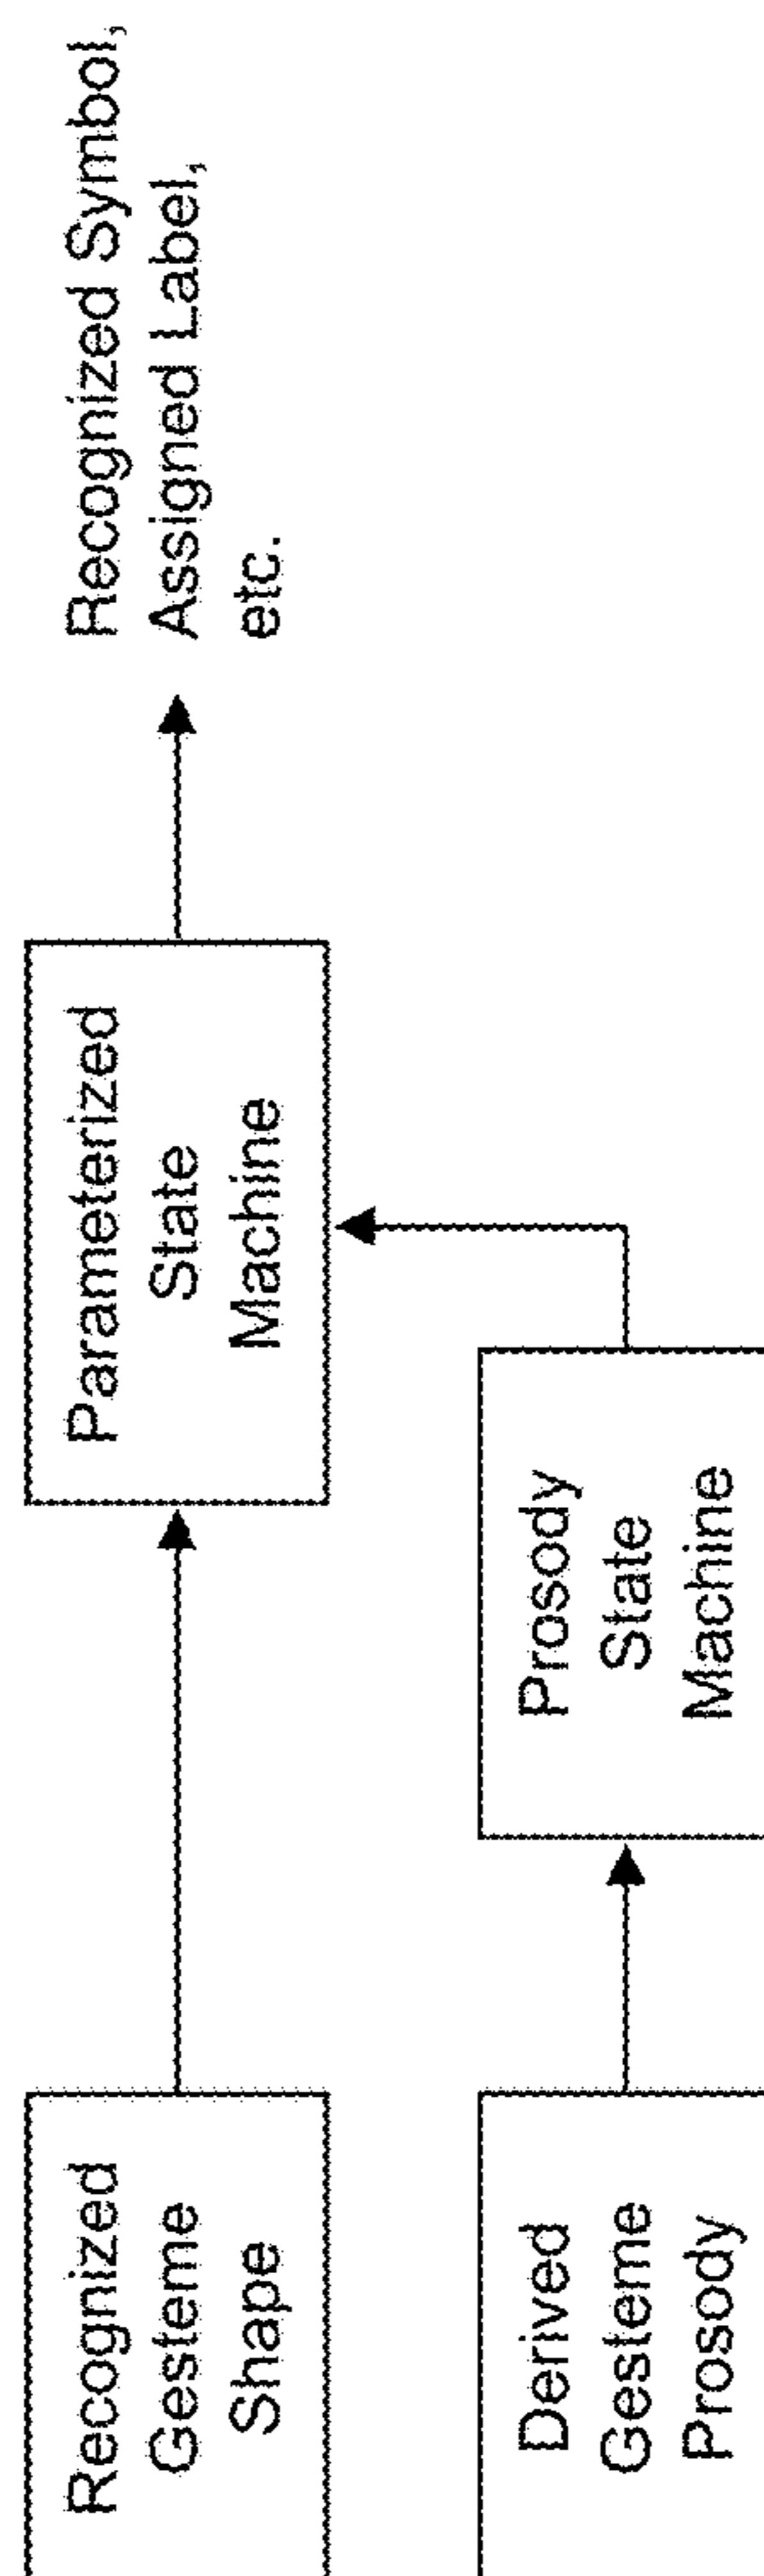 Recognized
Gesteme
Shape
Parameterized
State
Machine
Recognized Symbol,
Assigned Label,
etc.
Derived
Gesteme
Prosody
Prosody
State
Machine